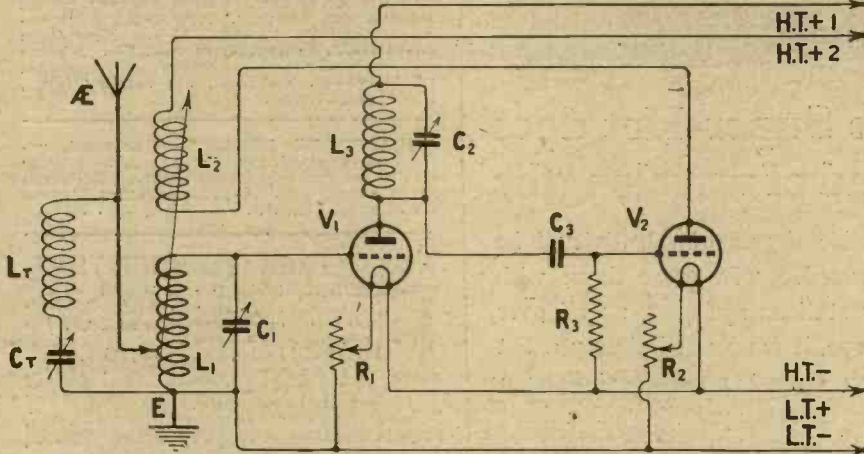 H.T.+ 1
H.T.+ 2
Æ
L2
L3
C2
V1
C3
V2
LT
CT
L1
C1
R1
R3
R2
E
H.T.-
L.T.+
L.T.-